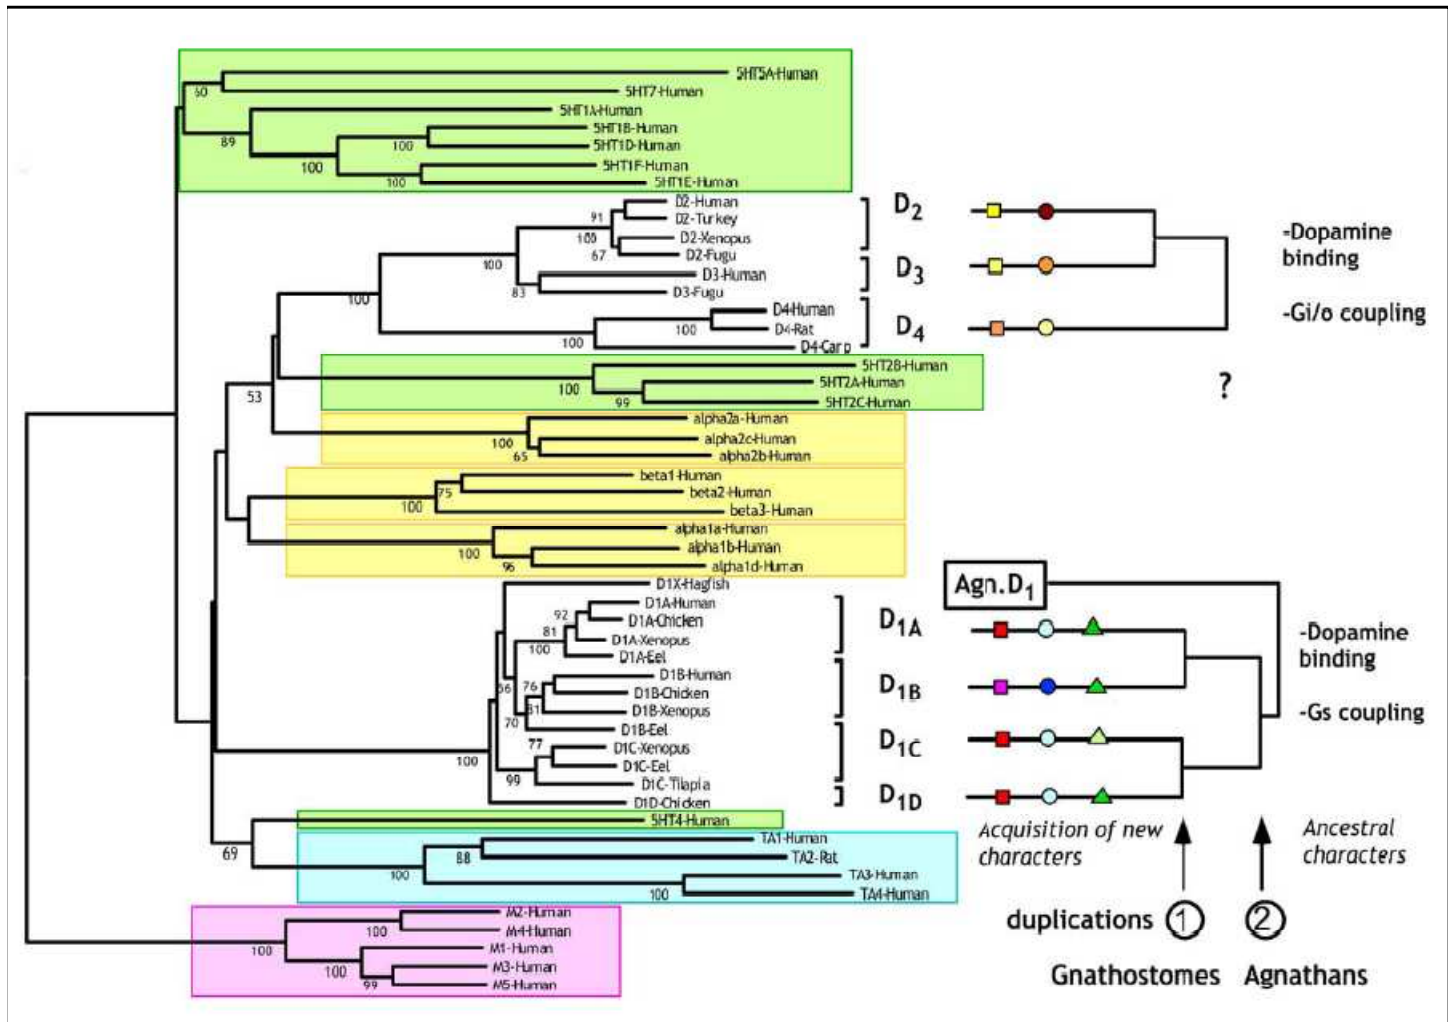 5HT5A-Human
60
5HT7-Human
5HT1A-Human
89
5HT1B-Human
100
5HT1D-Human
100
5HT1F-Human
100
5HT1E-Human
D2-Human
91
D2-Turkey
100
D2-Xenopus
67
D2-Fugu
100
D3-Human
83
D3-Fugu
100
D4-Human
100
D4-Rat
100
D4-Carp
D2
D3
D4
-Dopamine
binding
-Gi/o coupling
?
5HT2B-Human
100
5HT2A-Human
99
5HT2C-Human
53
alpha2a-Human
100
alpha2c-Human
65
alpha2b-Human
beta1-Human
75
beta2-Human
100
beta3-Human
alpha1a-Human
100
alpha1b-Human
96
alpha1d-Human
D1X-Hagfish
D1A-Human
92
D1A-Chicken
81
D1A-Xenopus
100
D1A-Eel
D1B-Human
56
76
D1B-Chicken
81
D1B-Xenopus
70
D1B-Eel
77
D1C-Xenopus
100
D1C-Eel
99
D1C-Tilapia
D1D-Chicken
Agn.D1
D1A
D1B
D1C
D1D
-Dopamine
binding
-Gs coupling
5HT4-Human
69
TA1-Human
88
TA2-Rat
100
TA3-Human
100
TA4-Human
M2-Human
100
M4-Human
100
M1-Human
100
M3-Human
99
M5-Human
Acquisition of new
characters
Ancestral
characters
duplications 1 2
Gnathostomes Agnathans